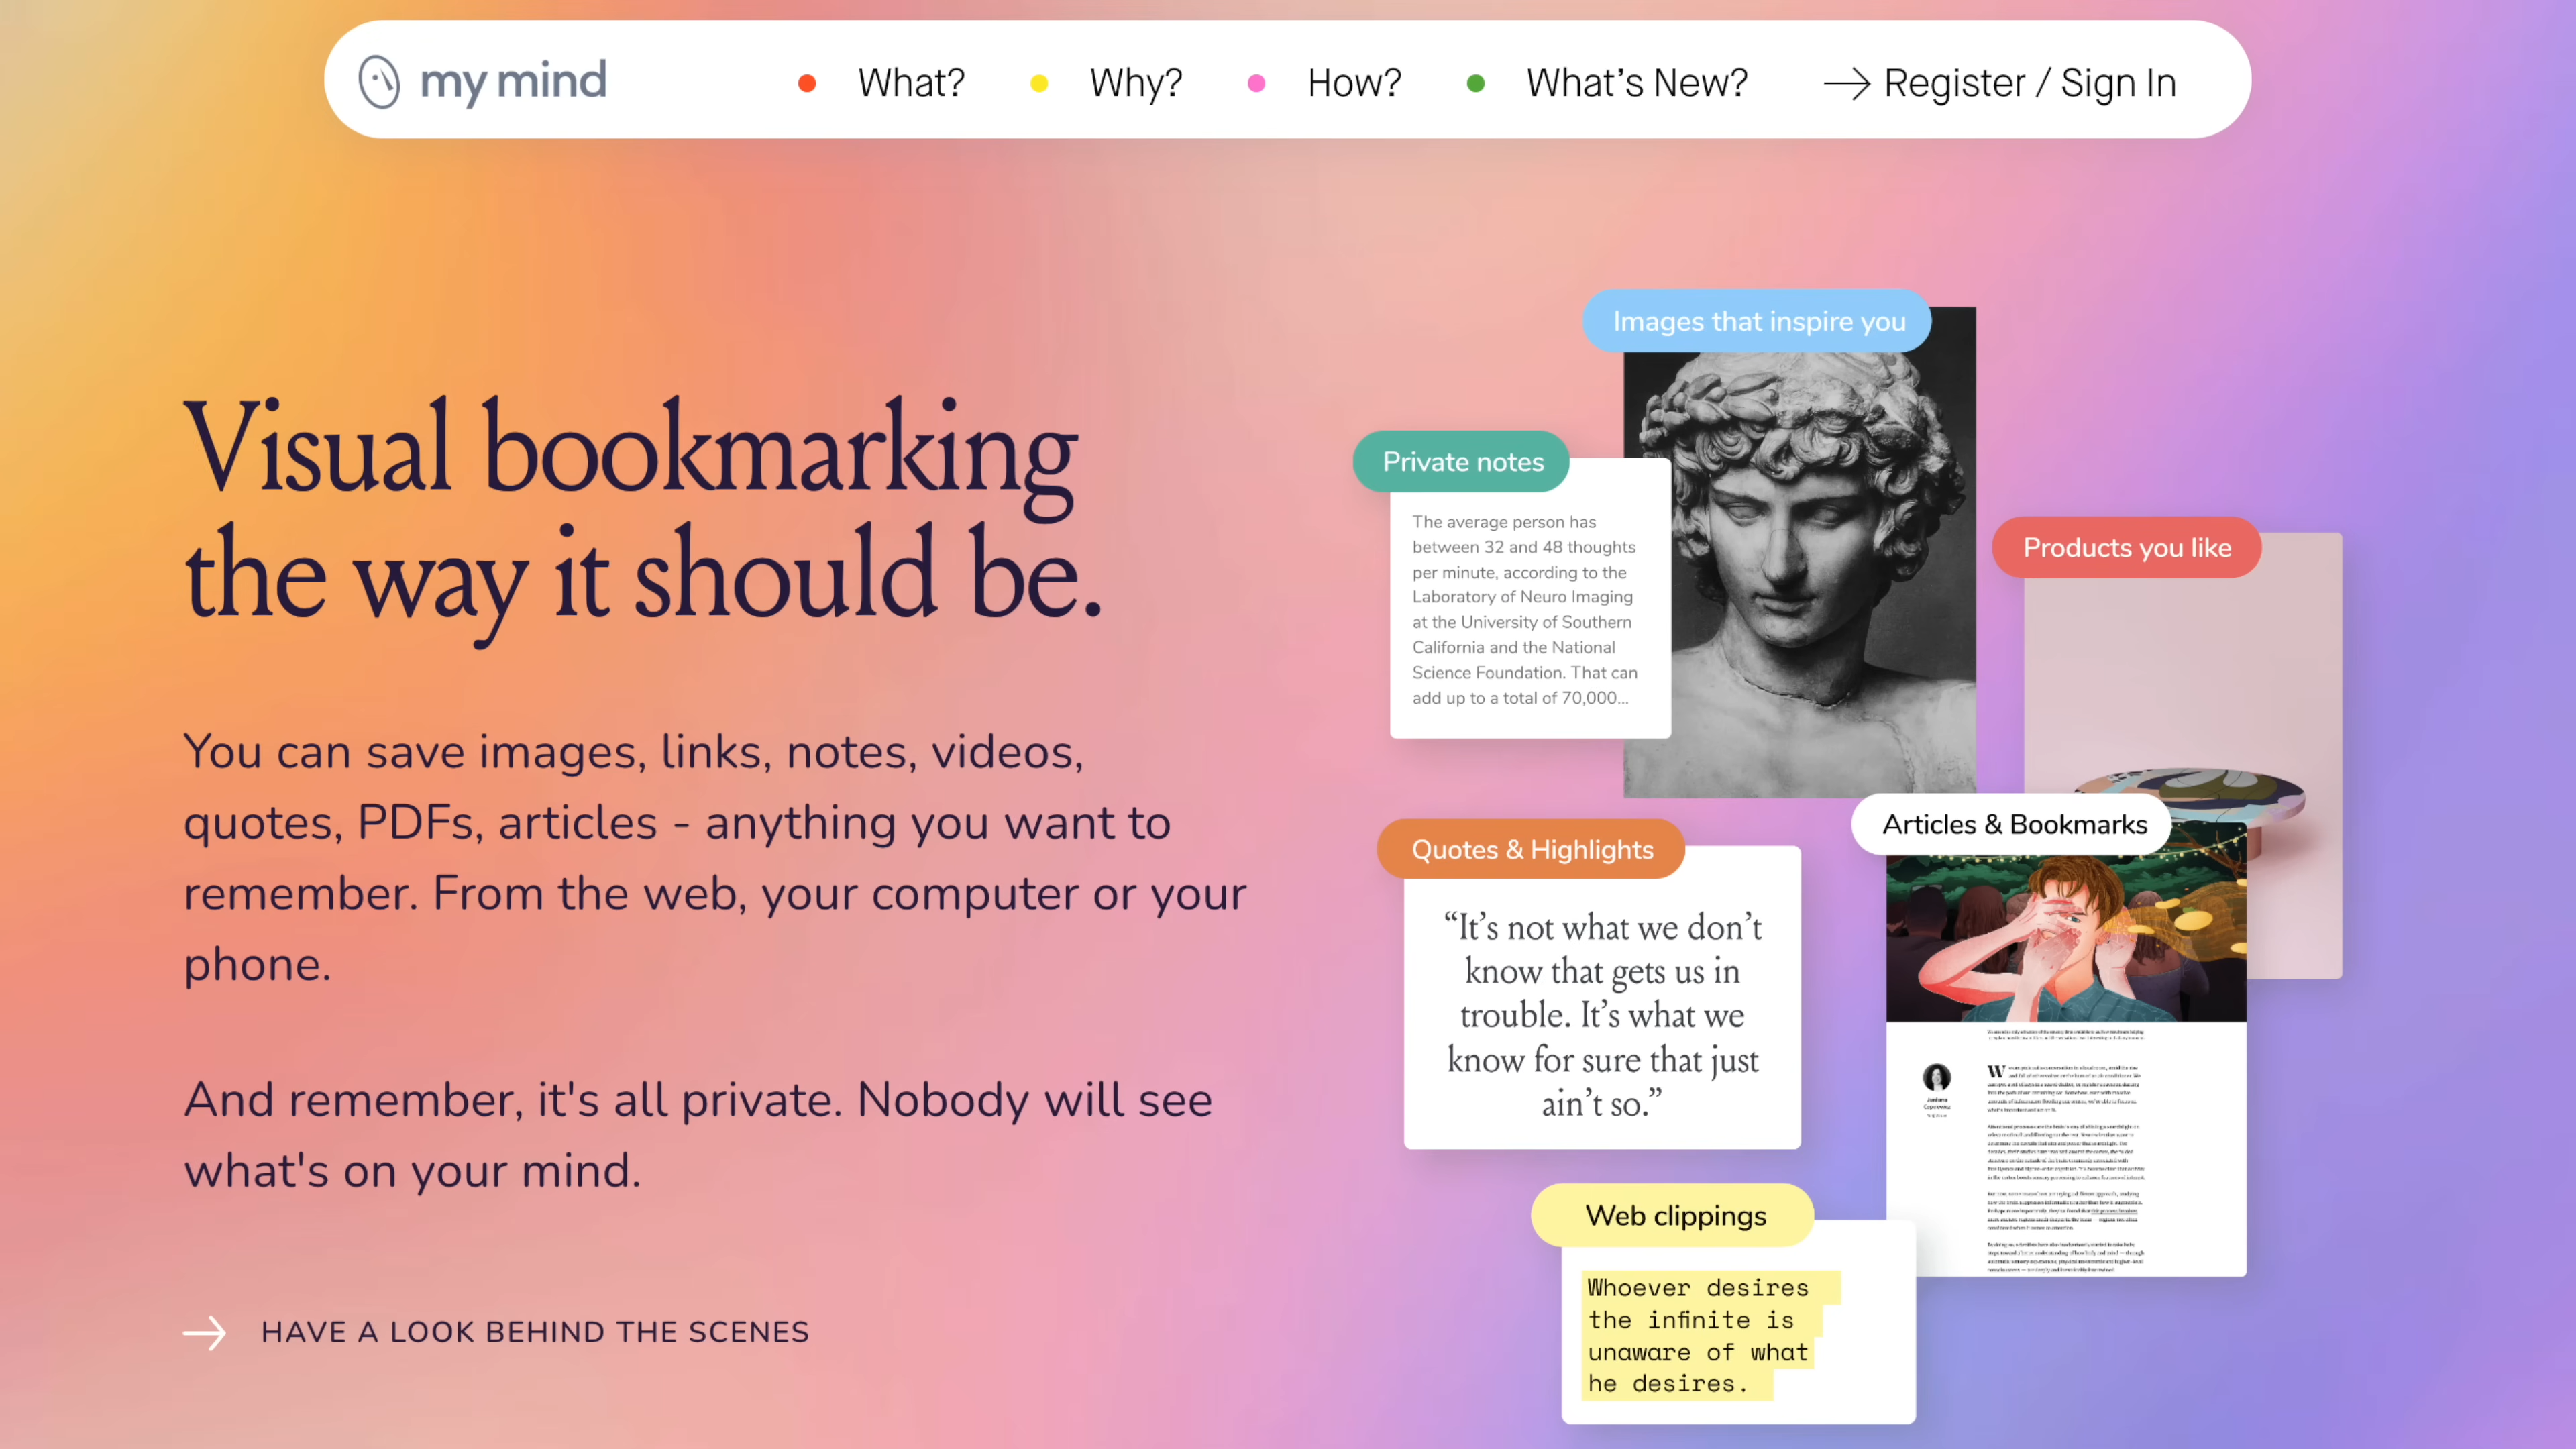 my mind
What?
Why?
How?
What's New?
Register / Sign In
Visual bookmarking
the way it should be.
You can save images, links, notes, videos,
quotes, PDFs, articles - anything you want to
remember. From the web, your computer or your
phone.
And remember, it's all private. Nobody will see
what's on your mind.
HAVE A LOOK BEHIND THE SCENES
Images that inspire you
Private notes
The average person has
between 32 and 48 thoughts
per minute, according to the
Laboratory of Neuro Imaging
at the University of Southern
California and the National
Science Foundation. That can
add up to a total of 70,000...
Products you like
Articles & Bookmarks
Quotes & Highlights
“It’s not what we don’t
know that gets us in
trouble. It’s what we
know for sure that just
ain’t so.”
Web clippings
Whoever desires
the infinite is
unaware of what
he desires.